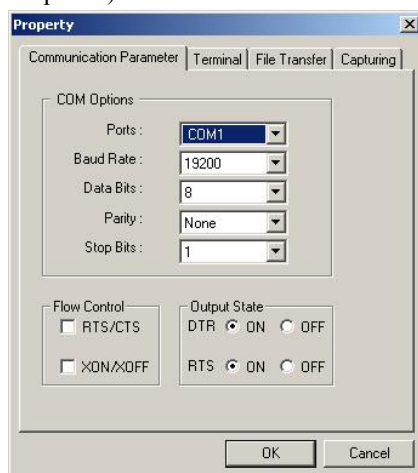 Property
Communication Parameter Terminal File Transfer Capturing
COM Options
Ports : COM1
Baud Rate : 19200
Data Bits : 8
Parity : None
Stop Bits : 1
Flow Control Output State
RTS/CTS DTR ON OFF
XON/XOFF RTS ON OFF
OK Cancel